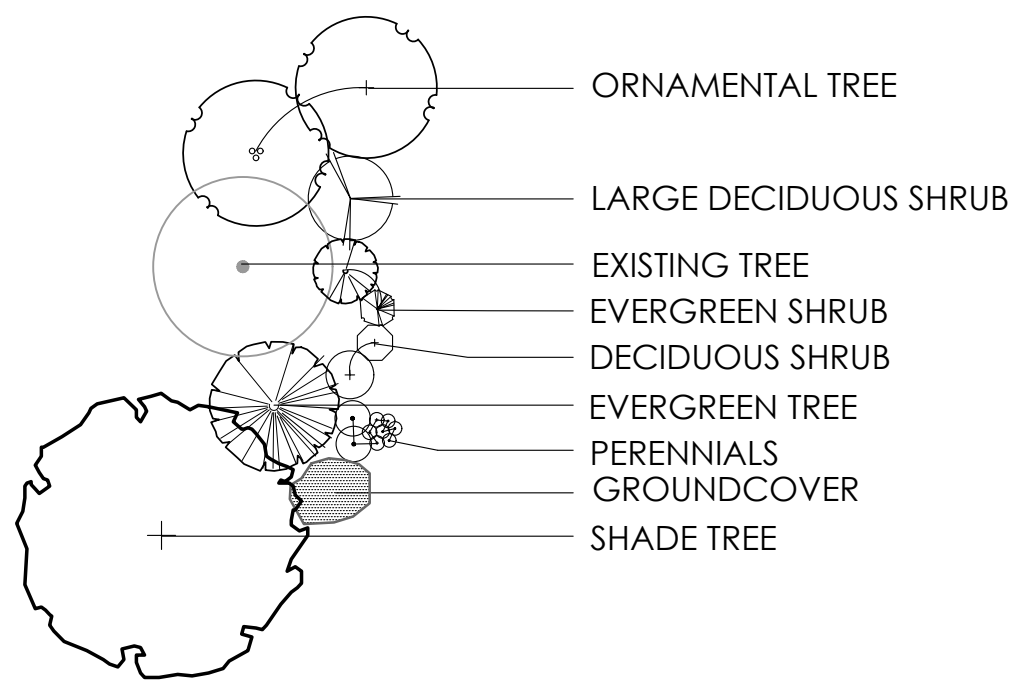 ORNAMENTAL TREE
LARGE DECIDUOUS SHRUB
EXISTING TREE
EVERGREEN SHRUB
DECIDUOUS SHRUB
EVERGREEN TREE
PERENNIALS
GROUNDCOVER
SHADE TREE